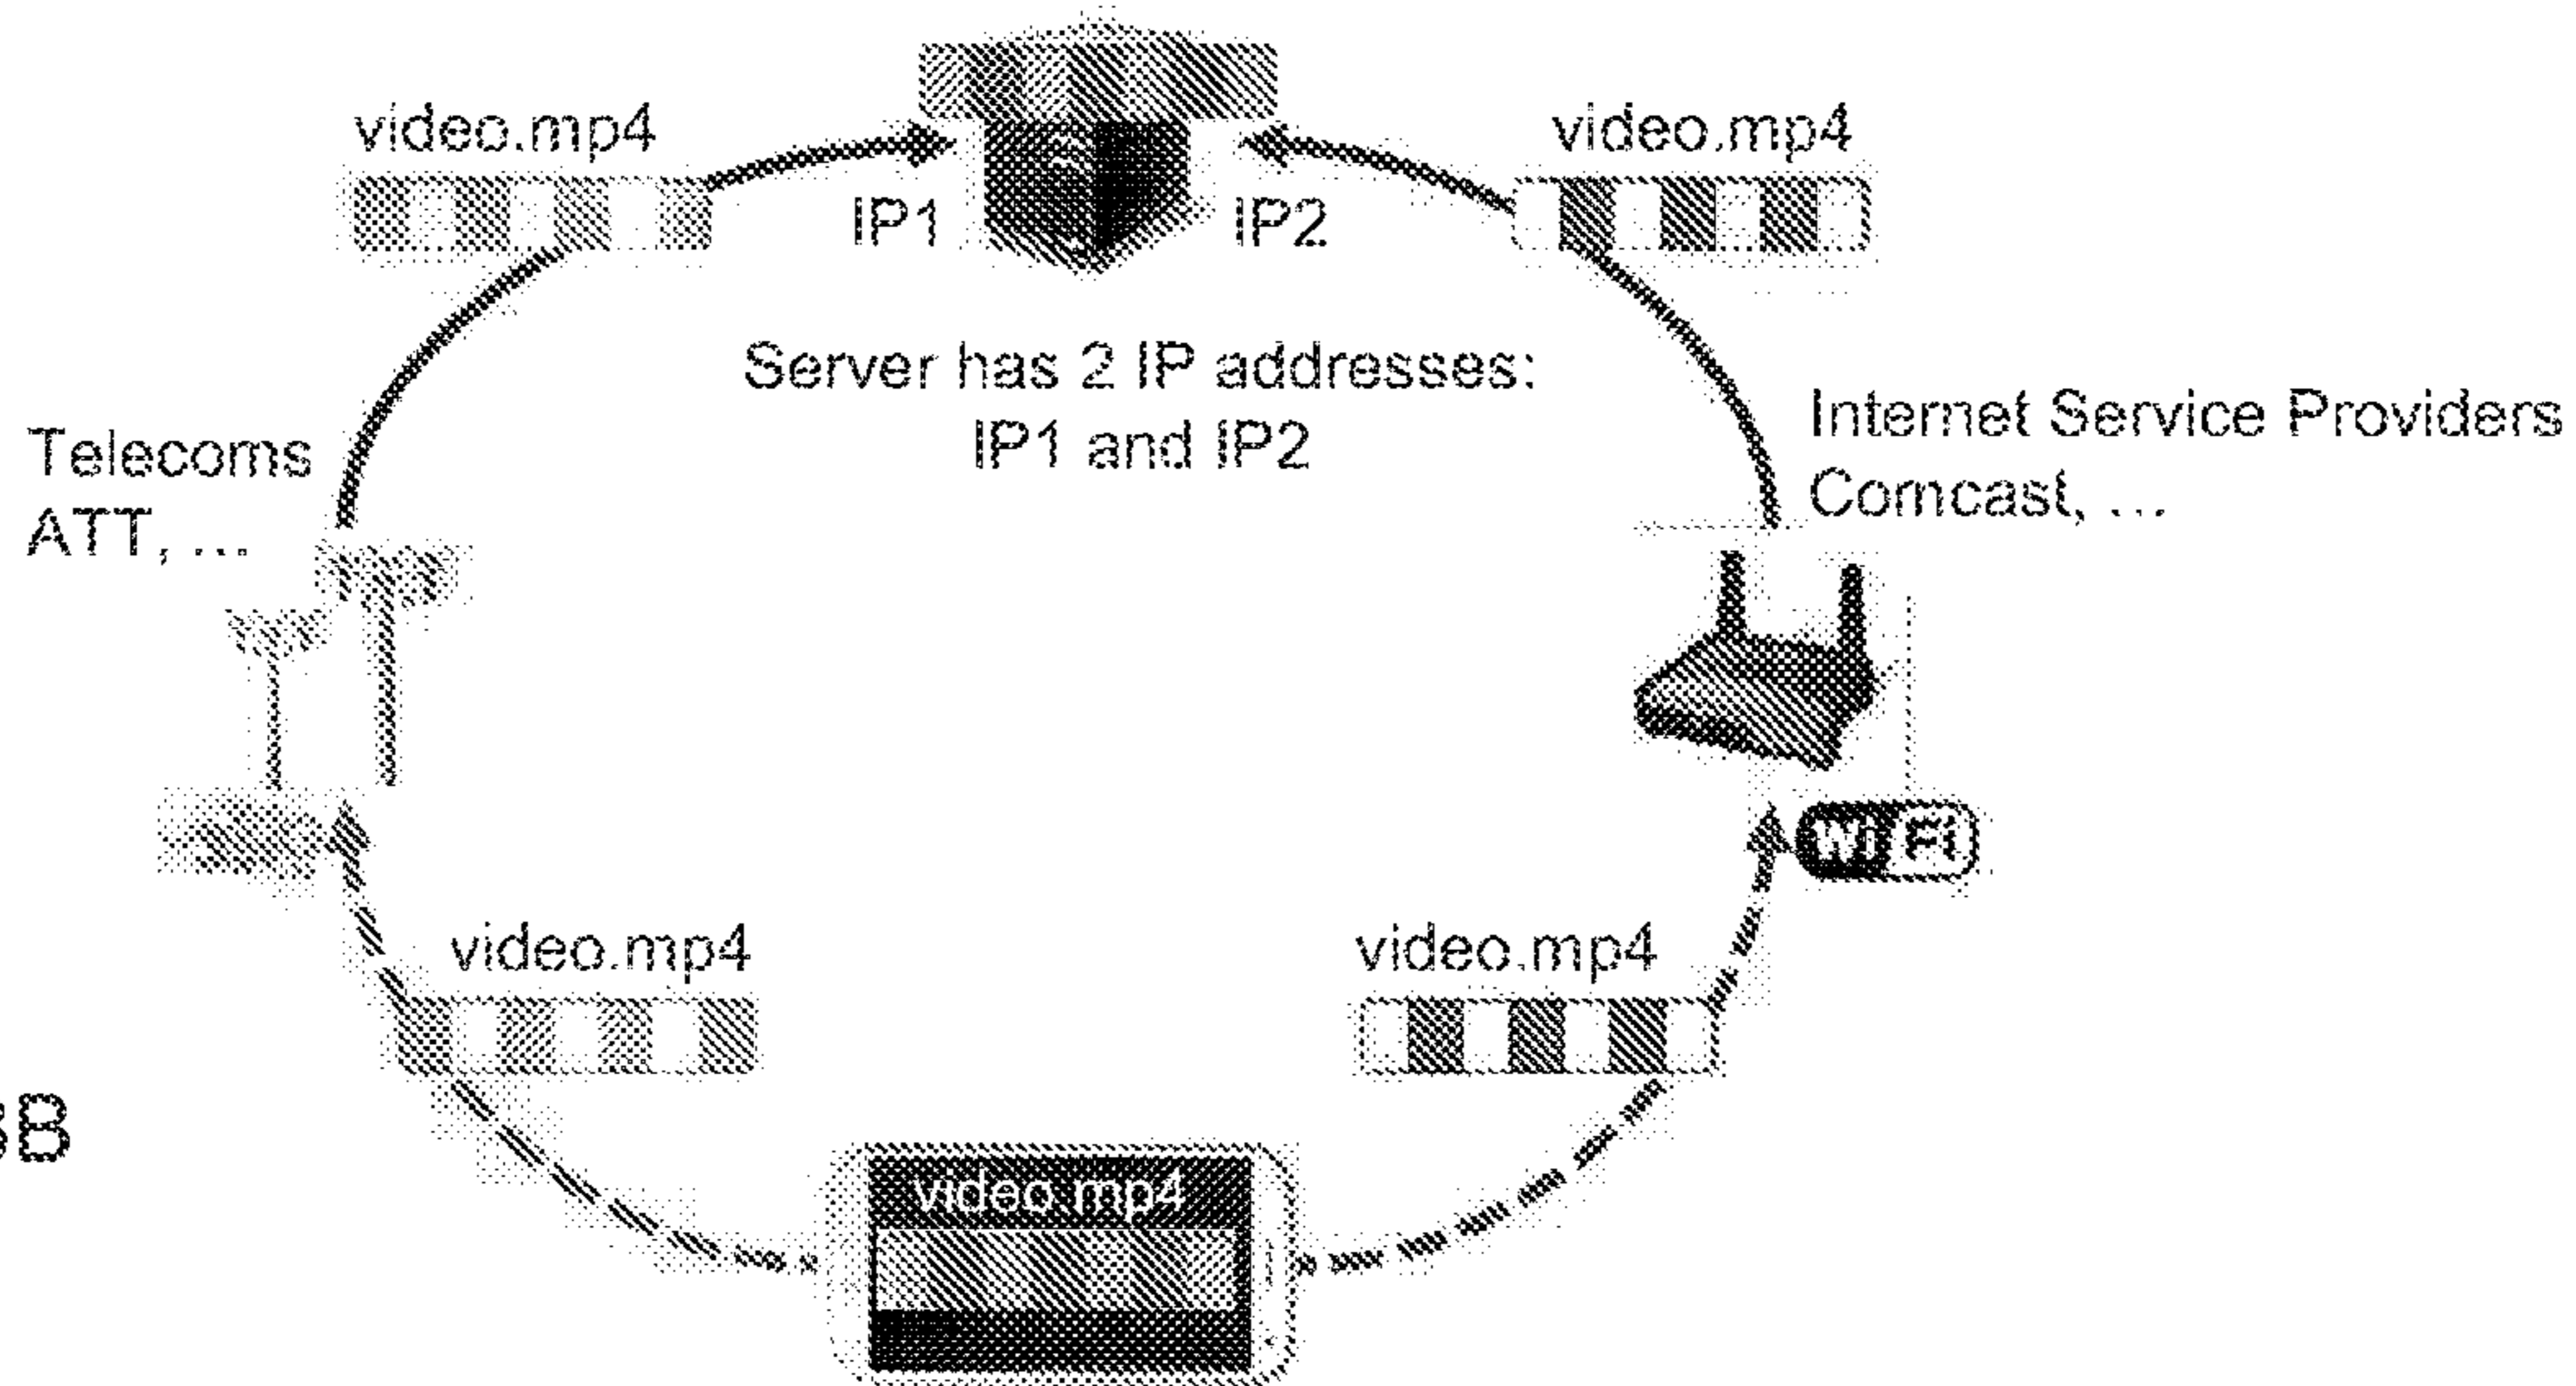 video.mp4
video.mp4
IP1
IP2
Server has 2 IP addresses:
IP1 and IP2
Telecoms
ATT, ...
Internet Service Providers
Comcast, ...
Wi Fi
video.mp4
video.mp4
B
video.mp4